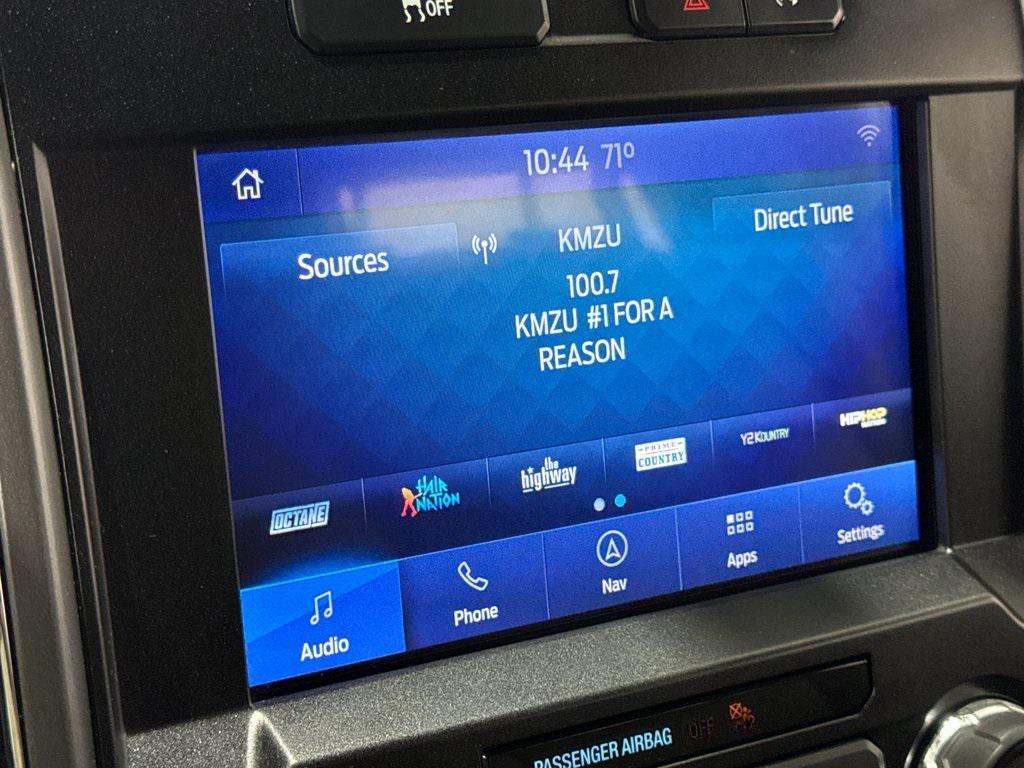 OFF
10:44 71°
Sources
KMZU
Direct Tune
100.7
KMZU #1 FOR A
REASON
OCTANE
HAIR NATION
the highway
PRIME COUNTRY
Y2KOUNTRY
HIPHOP
Audio
Phone
Nav
Apps
Settings
PASSENGER AIRBAG OFF